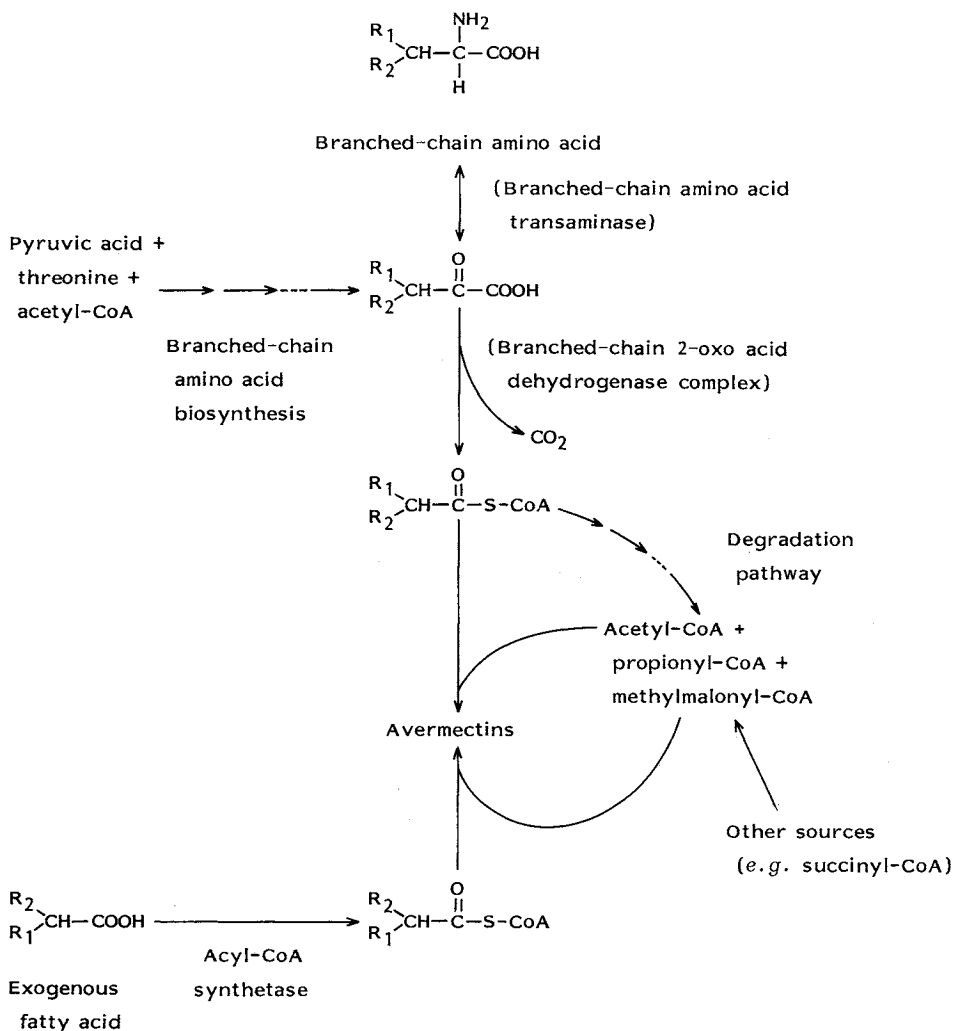 NH2
R1
CH-C-COOH
R2
H
Branched-chain amino acid
(Branched-chain amino acid
transaminase)
Pyruvic acid +
threonine +
acetyl-CoA
O
R1
CH-C-COOH
R2
Branched-chain
amino acid
biosynthesis
(Branched-chain 2-oxo acid
dehydrogenase complex)
CO2
O
R1
CH-C-S-CoA
R2
Degradation
pathway
Acetyl-CoA +
propionyl-CoA +
methylmalonyl-CoA
Avermectins
Other sources
(e.g. succinyl-CoA)
R2
CH-COOH
R1
Acyl-CoA
synthetase
O
R2
CH-C-S-CoA
R1
Exogenous
fatty acid